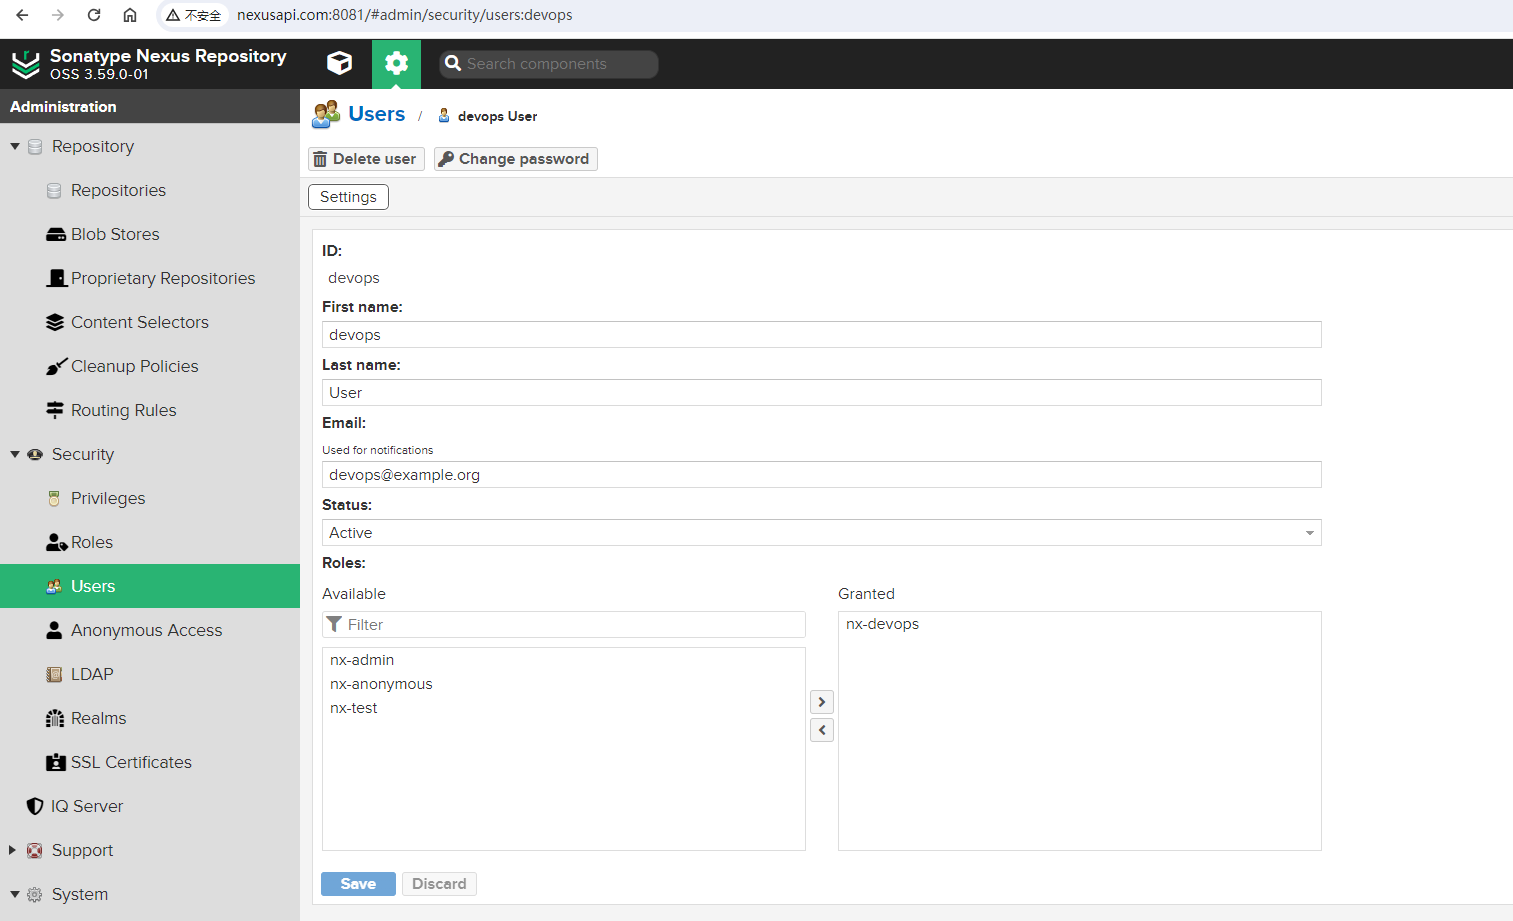 不安全 nexusapi.com:8081/#admin/security/users:devops
Sonatype Nexus Repository
OSS 3.59.0-01
Search components
Administration
Repository
Repositories
Blob Stores
Proprietary Repositories
Content Selectors
Cleanup Policies
Routing Rules
Security
Privileges
Roles
Users
Anonymous Access
LDAP
Realms
SSL Certificates
IQ Server
Support
System
Users / devops User
Delete user Change password
Settings
ID:
devops
First name:
devops
Last name:
User
Email:
Used for notifications
devops@example.org
Status:
Active
Roles:
Available
Filter
nx-admin
nx-anonymous
nx-test
Granted
nx-devops
Save Discard